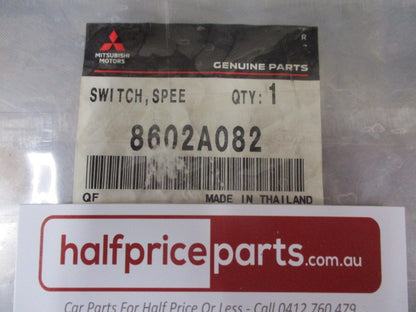 R
MITSUBISHI
MOTORS
GENUINE PARTS
SWITCH,SPEE QTY:1
8602A082
QF MADE IN THAILAND
halfpriceparts.com.au
Car Parts For Half Price Or Less - Call 0412 760 479